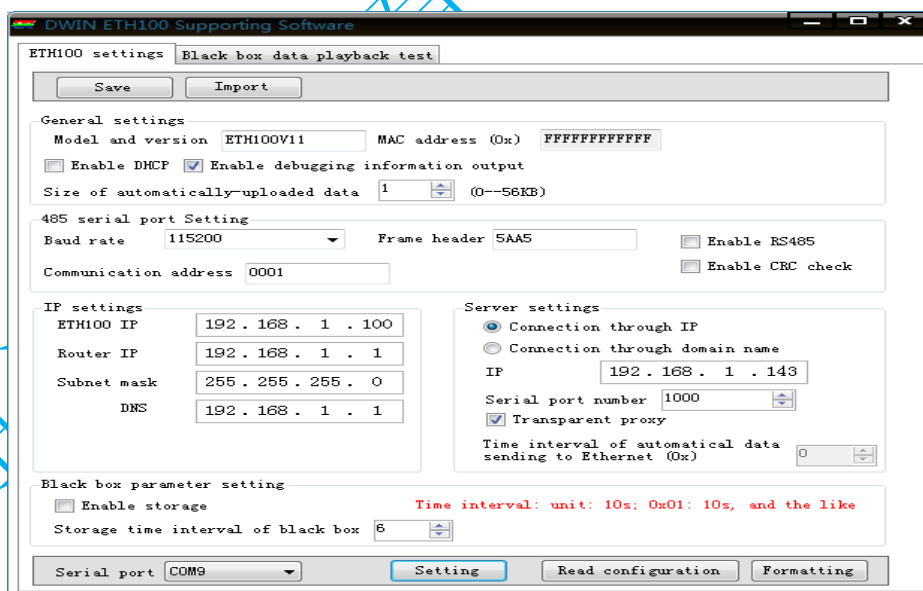 DWIN ETH100 Supporting Software
ETH100 settings Black box data playback test
Save Import
General settings
Model and version ETH100V11 MAC address (0x) FFFFFFFFFFFF
Enable DHCP Enable debugging information output
Size of automatically-uploaded data 1 (0--56KB)
485 serial port Setting
Baud rate 115200 Frame header 5AA5 Enable RS485
Communication address 0001 Enable CRC check
IP settings
ETH100 IP 192 . 168 . 1 . 100
Router IP 192 . 168 . 1 . 1
Subnet mask 255 . 255 . 255 . 0
DNS 192 . 168 . 1 . 1
Server settings
Connection through IP
Connection through domain name
IP 192 . 168 . 1 . 143
Serial port number 1000
Transparent proxy
Time interval of automatical data
sending to Ethernet (0x) 0
Black box parameter setting
Enable storage Time interval: unit: 10s; 0x01: 10s, and the like
Storage time interval of black box 6
Serial port COM9 Setting Read configuration Formatting